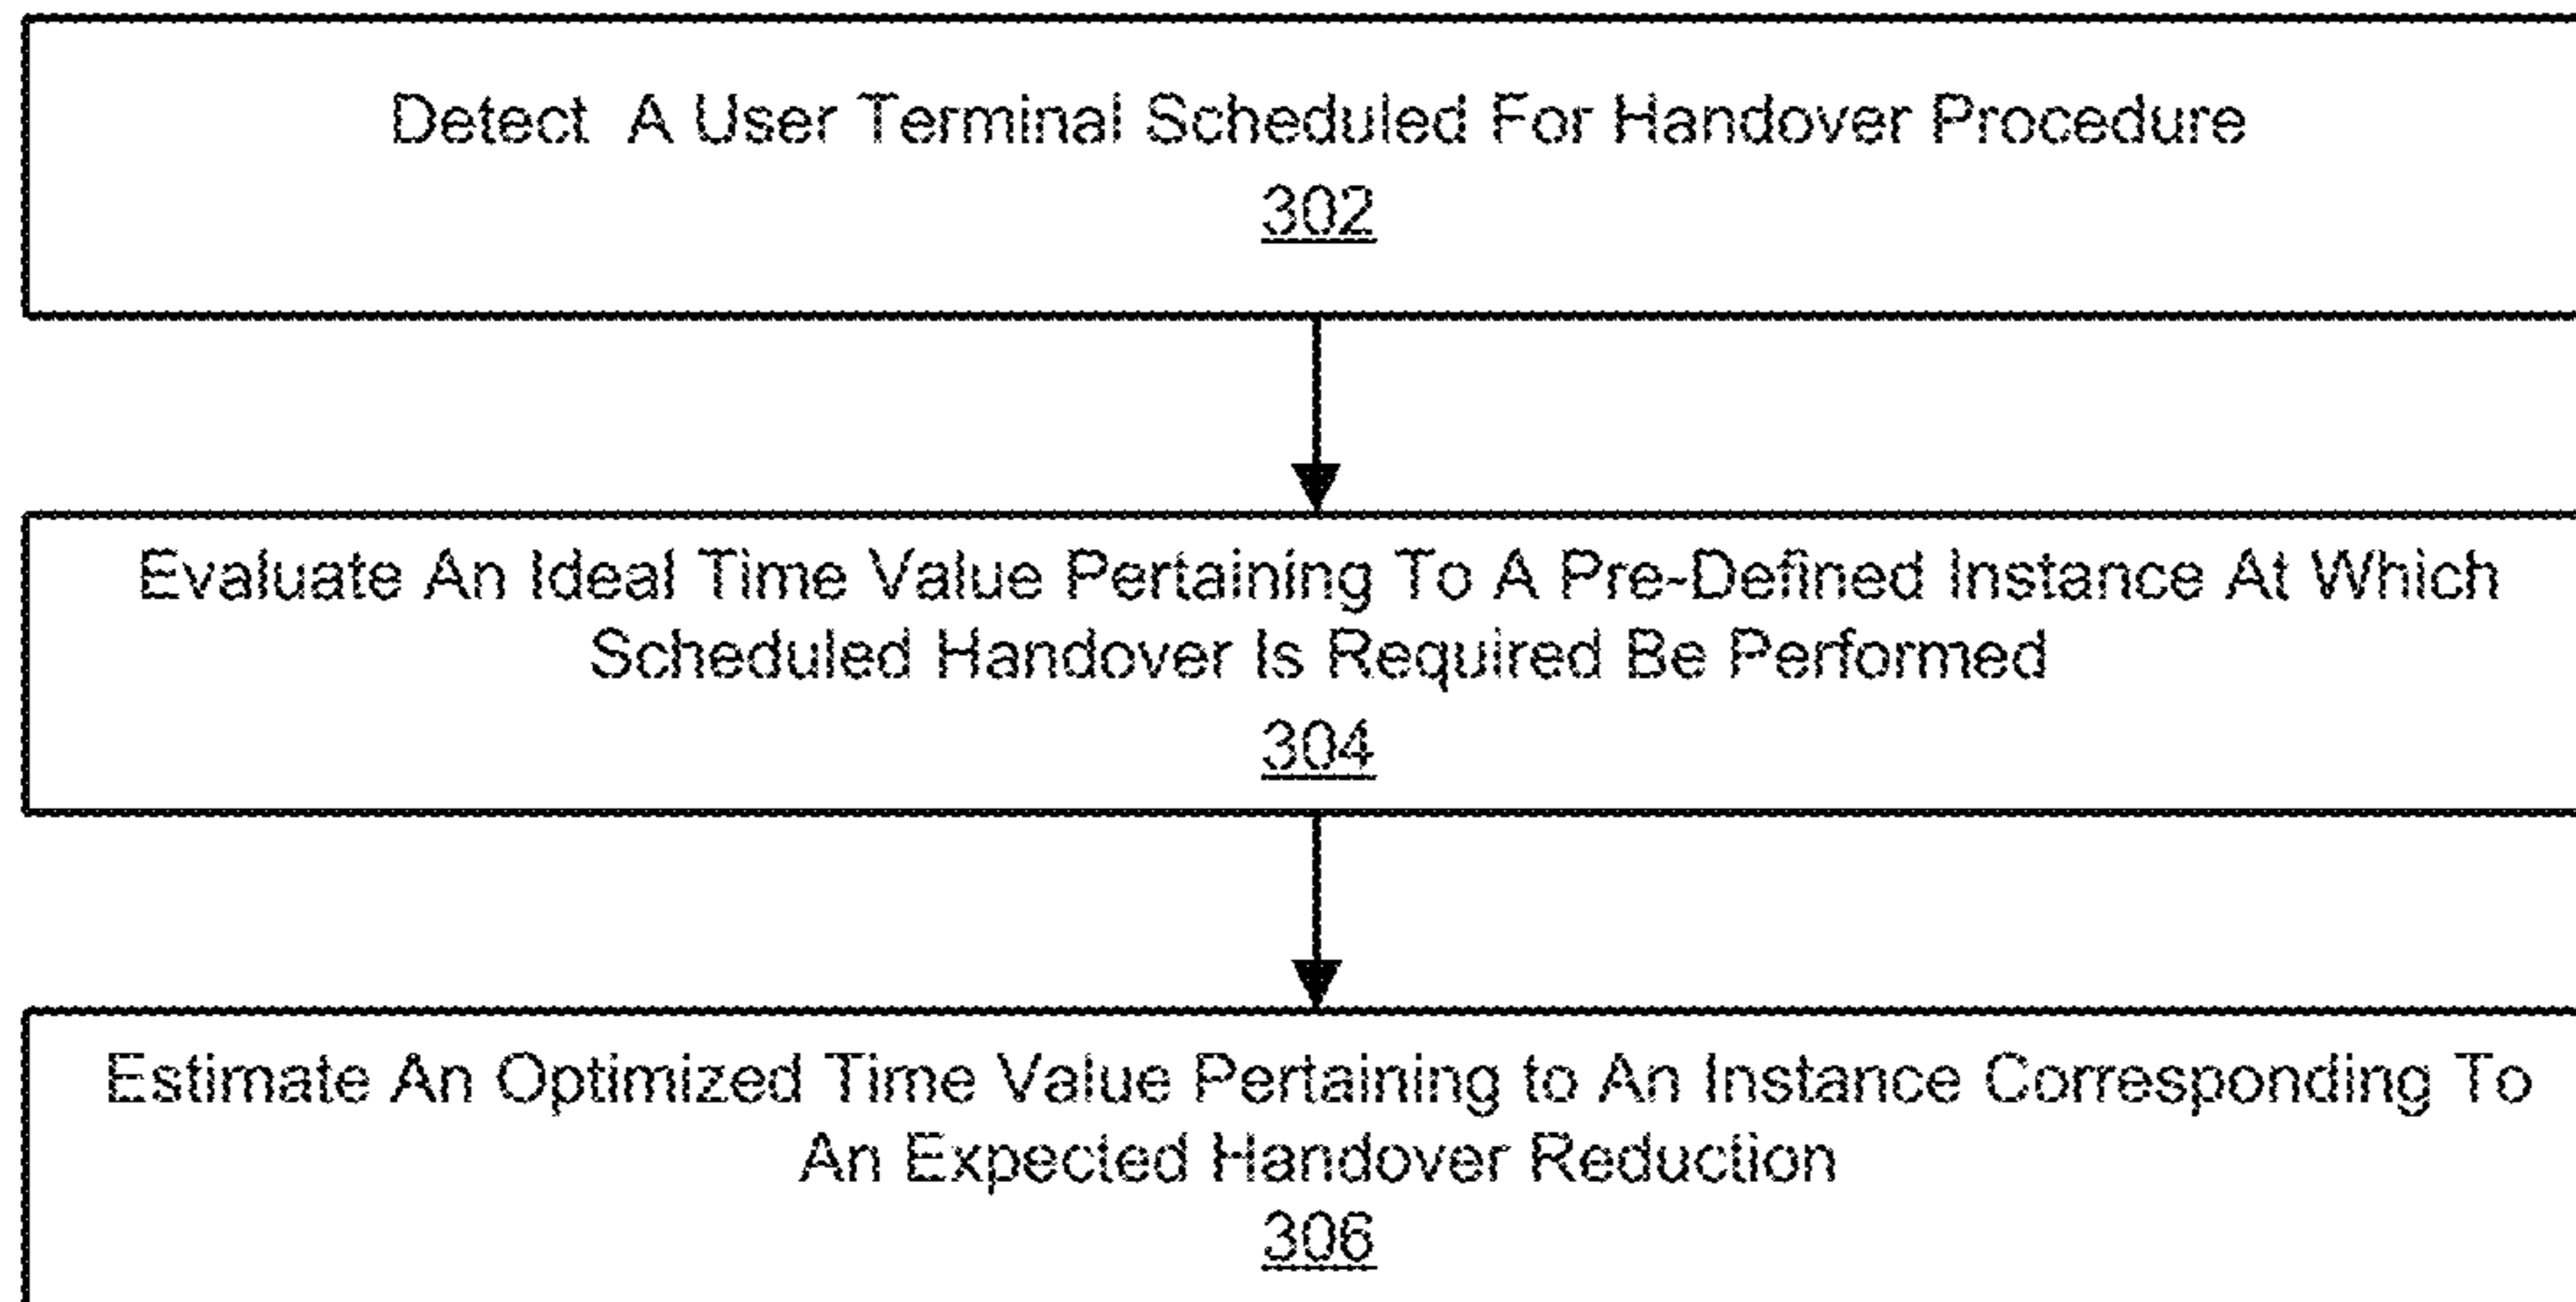 Detect A User Terminal Scheduled For Handover Procedure
302
Evaluate An Ideal Time Value Pertaining To A Pre-Defined Instance At Which
Scheduled Handover Is Required Be Performed
304
Estimate An Optimized Time Value Pertaining to An Instance Corresponding To
An Expected Handover Reduction
306